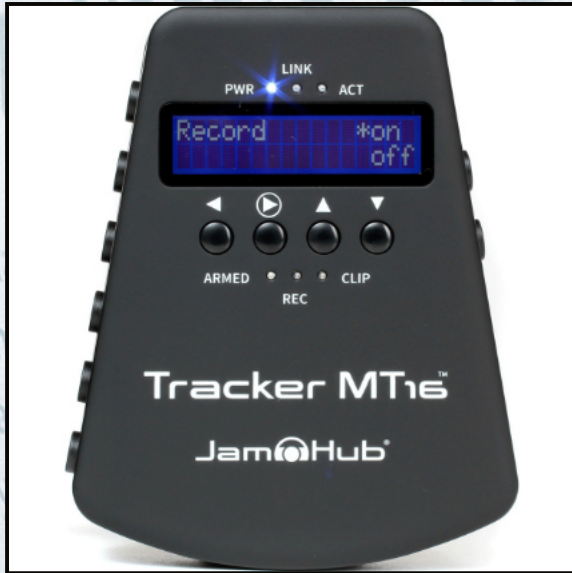 LINK
PWR ACT
Record *on
off
ARMED CLIP
REC
Tracker MT16™
JamHub®